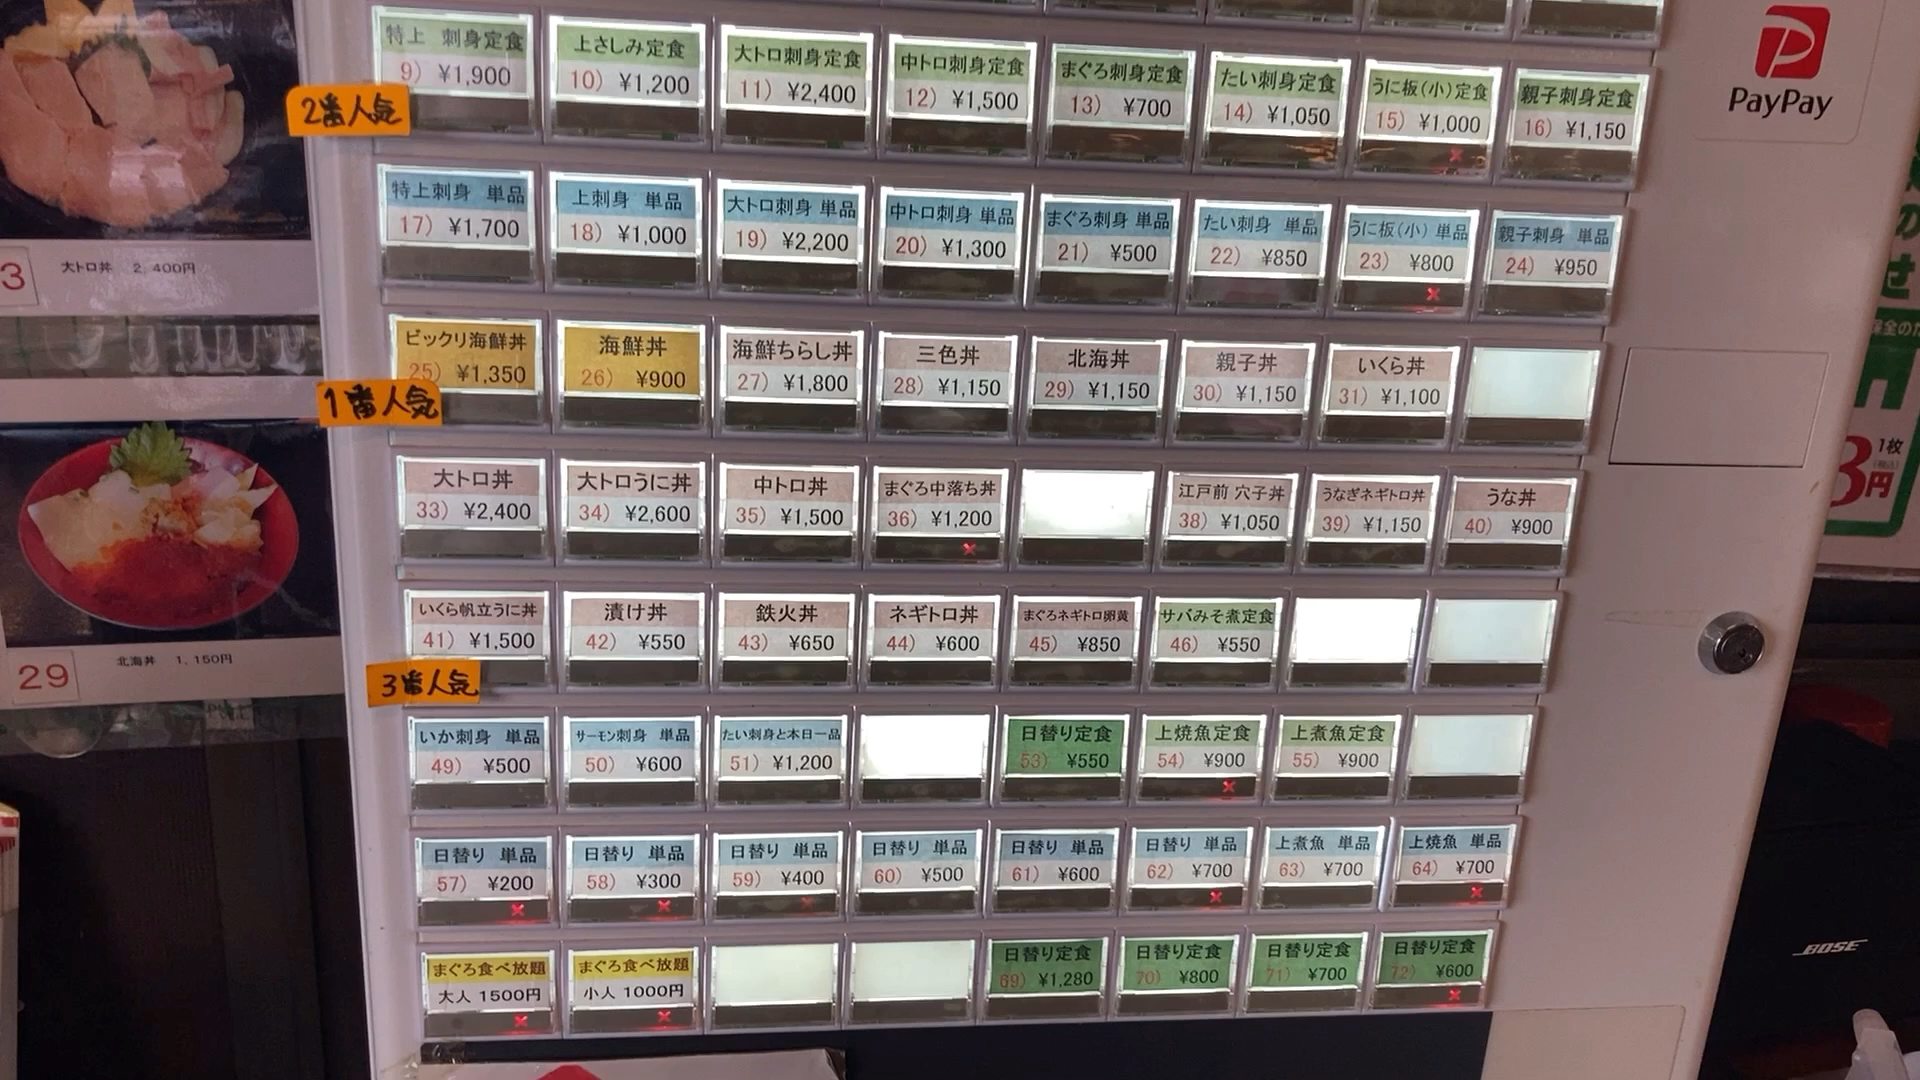 特上 刺身定食
9) ¥1,900
上さしみ定食
10) ¥1,200
大トロ刺身定食
11) ¥2,400
中トロ刺身定食
12) ¥1,500
まぐろ刺身定食
13) ¥700
たい刺身定食
14) ¥1,050
うに板(小)定食
15) ¥1,000
親子刺身定食
16) ¥1,150
PayPay
2番人気
特上刺身 単品
17) ¥1,700
上刺身 単品
18) ¥1,000
大トロ刺身 単品
19) ¥2,200
中トロ刺身 単品
20) ¥1,300
まぐろ刺身 単品
21) ¥500
たい刺身 単品
22) ¥850
うに板(小) 単品
23) ¥800
親子刺身 単品
24) ¥950
3
大トロ丼 2,400円
ビックリ海鮮丼
25) ¥1,350
海鮮丼
26) ¥900
海鮮ちらし丼
27) ¥1,800
三色丼
28) ¥1,150
北海丼
29) ¥1,150
親子丼
30) ¥1,150
いくら丼
31) ¥1,100
1番人気
大トロ丼
33) ¥2,400
大トロうに丼
34) ¥2,600
中トロ丼
35) ¥1,500
まぐろ中落ち丼
36) ¥1,200
江戸前 穴子丼
38) ¥1,050
うなぎネギトロ丼
39) ¥1,150
うな丼
40) ¥900
1枚
3円
いくら帆立うに丼
41) ¥1,500
漬け丼
42) ¥550
鉄火丼
43) ¥650
ネギトロ丼
44) ¥600
まぐろネギトロ卵黄
45) ¥850
サバみそ煮定食
46) ¥550
29
北海丼 1,150円
3番人気
いか刺身 単品
49) ¥500
サーモン刺身 単品
50) ¥600
たい刺身と本日一品
51) ¥1,200
日替り定食
53) ¥550
上焼魚定食
54) ¥900
上煮魚定食
55) ¥900
日替り 単品
57) ¥200
日替り 単品
58) ¥300
日替り 単品
59) ¥400
日替り 単品
60) ¥500
日替り 単品
61) ¥600
日替り 単品
62) ¥700
上煮魚 単品
63) ¥700
上焼魚 単品
64) ¥700
まぐろ食べ放題
大人 1500円
まぐろ食べ放題
小人 1000円
日替り定食
69) ¥1,280
日替り定食
70) ¥800
日替り定食
71) ¥700
日替り定食
72) ¥600
BOSE